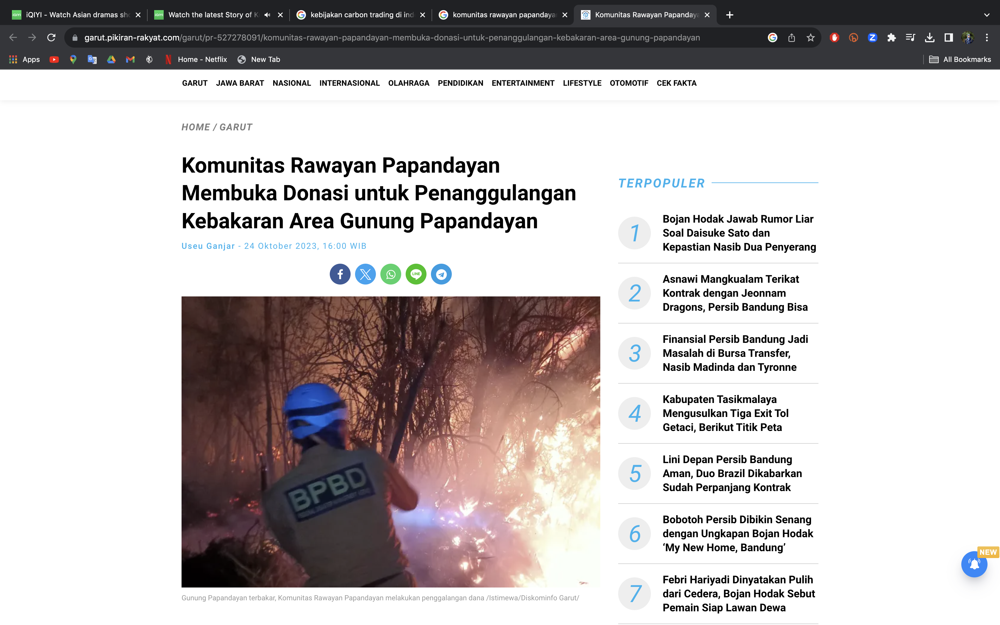 iQIYI - Watch Asian dramas sho
Watch the latest Story of K
kebijakan carbon trading di ind
komunitas rawayan papandayan
Komunitas Rawayan Papandaya
garut.pikiran-rakyat.com/garut/pr-527278091/komunitas-rawayan-papandayan-membuka-donasi-untuk-penanggulangan-kebakaran-area-gunung-papandayan
Apps
Home - Netflix
New Tab
All Bookmarks
GARUT JAWA BARAT NASIONAL INTERNASIONAL OLAHRAGA PENDIDIKAN ENTERTAINMENT LIFESTYLE OTOMOTIF CEK FAKTA
HOME / GARUT
Komunitas Rawayan Papandayan
Membuka Donasi untuk Penanggulangan
Kebakaran Area Gunung Papandayan
Useu Ganjar - 24 Oktober 2023, 16:00 WIB
LINE
BPBD
Gunung Papandayan terbakar, Komunitas Rawayan Papandayan melakukan penggalangan dana /Istimewa/Diskominfo Garut/
TERPOPULER
1
Bojan Hodak Jawab Rumor Liar
Soal Daisuke Sato dan
Kepastian Nasib Dua Penyerang
2
Asnawi Mangkualam Terikat
Kontrak dengan Jeonnam
Dragons, Persib Bandung Bisa
3
Finansial Persib Bandung Jadi
Masalah di Bursa Transfer,
Nasib Madinda dan Tyronne
4
Kabupaten Tasikmalaya
Mengusulkan Tiga Exit Tol
Getaci, Berikut Titik Peta
5
Lini Depan Persib Bandung
Aman, Duo Brazil Dikabarkan
Sudah Perpanjang Kontrak
6
Bobotoh Persib Dibikin Senang
dengan Ungkapan Bojan Hodak
‘My New Home, Bandung’
7
Febri Hariyadi Dinyatakan Pulih
dari Cedera, Bojan Hodak Sebut
Pemain Siap Lawan Dewa
NEW